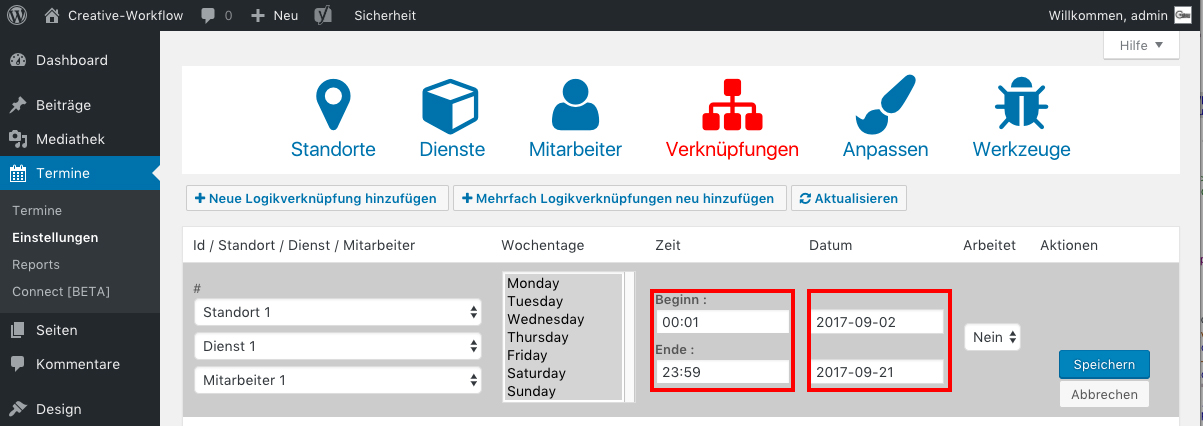 Creative-Workflow 0 Neu Sicherheit Willkommen, admin
Hilfe
Dashboard
Beiträge
Mediathek
Termine
Termine
Einstellungen
Reports
Connect [BETA]
Seiten
Kommentare
Design
Standorte Dienste Mitarbeiter Verknüpfungen Anpassen Werkzeuge
Neue Logikverknüpfung hinzufügen Mehrfach Logikverknüpfungen neu hinzufügen Aktualisieren
Id / Standort / Dienst / Mitarbeiter Wochentage Zeit Datum Arbeitet Aktionen
#
Standort 1
Dienst 1
Mitarbeiter 1
Monday
Tuesday
Wednesday
Thursday
Friday
Saturday
Sunday
Beginn :
00:01
Ende :
23:59
2017-09-02
2017-09-21
Nein
Speichern
Abbrechen